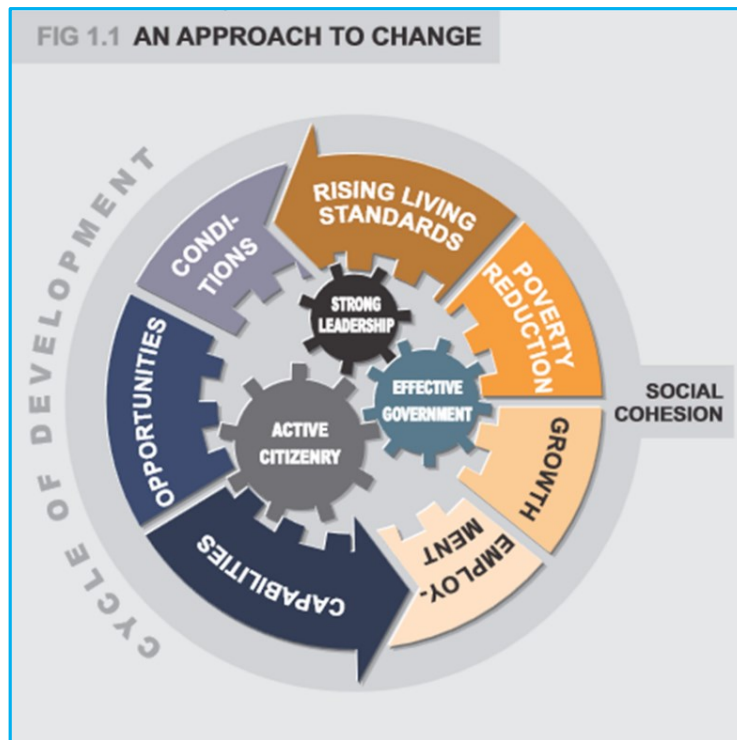 FIG 1.1 AN APPROACH TO CHANGE
CYCLE OF DEVELOPMENT
RISING LIVING
STANDARDS
POVERTY
REDUCTION
SOCIAL
COHESION
GROWTH
EMPLOY-
MENT
CAPABILITIES
OPPORTUNITIES
CONDI-
TIONS
STRONG
LEADERSHIP
EFFECTIVE
GOVERNMENT
ACTIVE
CITIZENRY